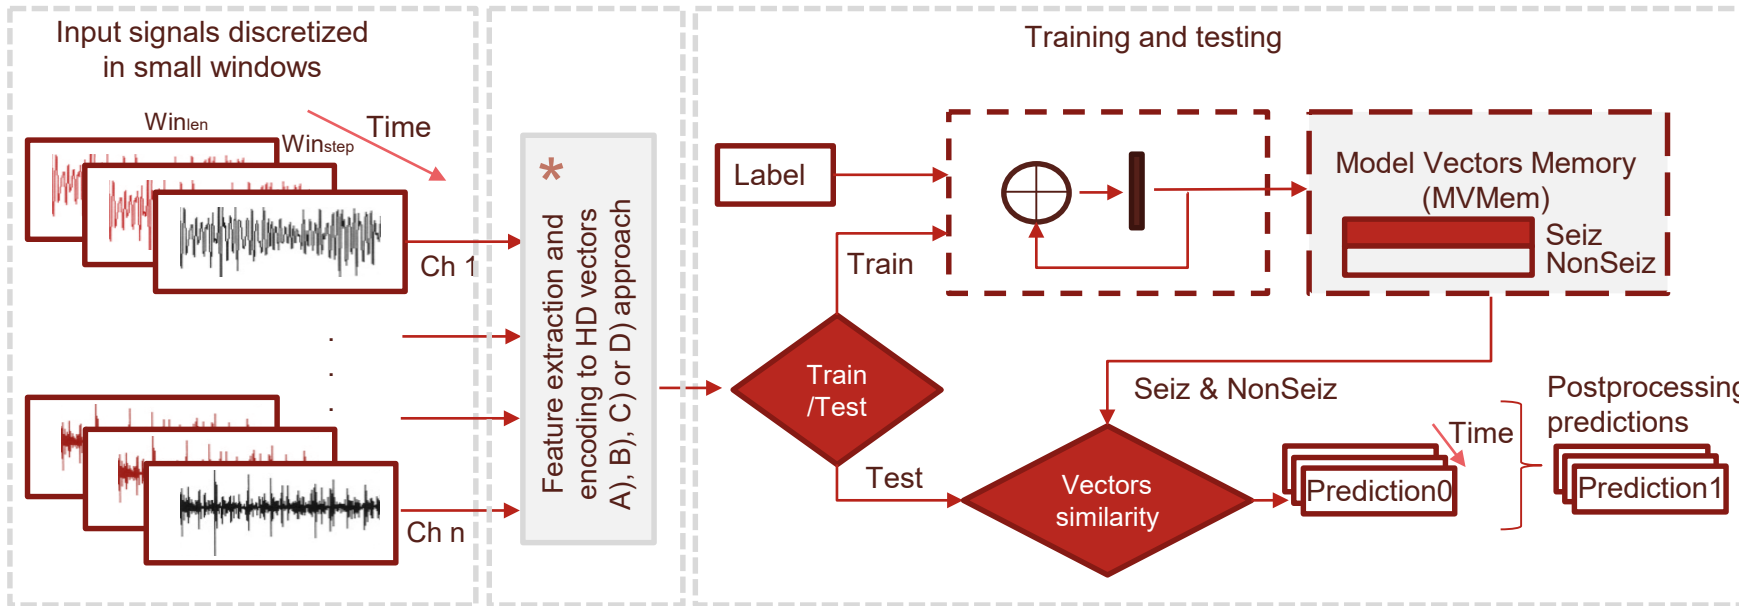 Input signals discretized
in small windows
Winlen
Winstep
Time
Ch 1
.
.
.
Ch n
*
Feature extraction and
encoding to HD vectors
A), B), C) or D) approach
Training and testing
Label
Train
Train
/Test
Test
Model Vectors Memory
(MVMem)
Seiz
NonSeiz
Seiz & NonSeiz
Vectors
similarity
Time
Prediction0
Postprocessing
predictions
Prediction1